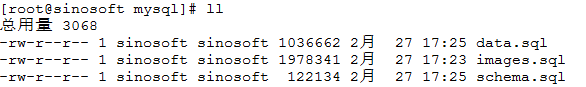 [root@sinosoft mysql]# ll
总用量 3068
-rw-r--r-- 1 sinosoft sinosoft 1036662 2月  27 17:25 data.sql
-rw-r--r-- 1 sinosoft sinosoft 1978341 2月  27 17:23 images.sql
-rw-r--r-- 1 sinosoft sinosoft  122134 2月  27 17:25 schema.sql